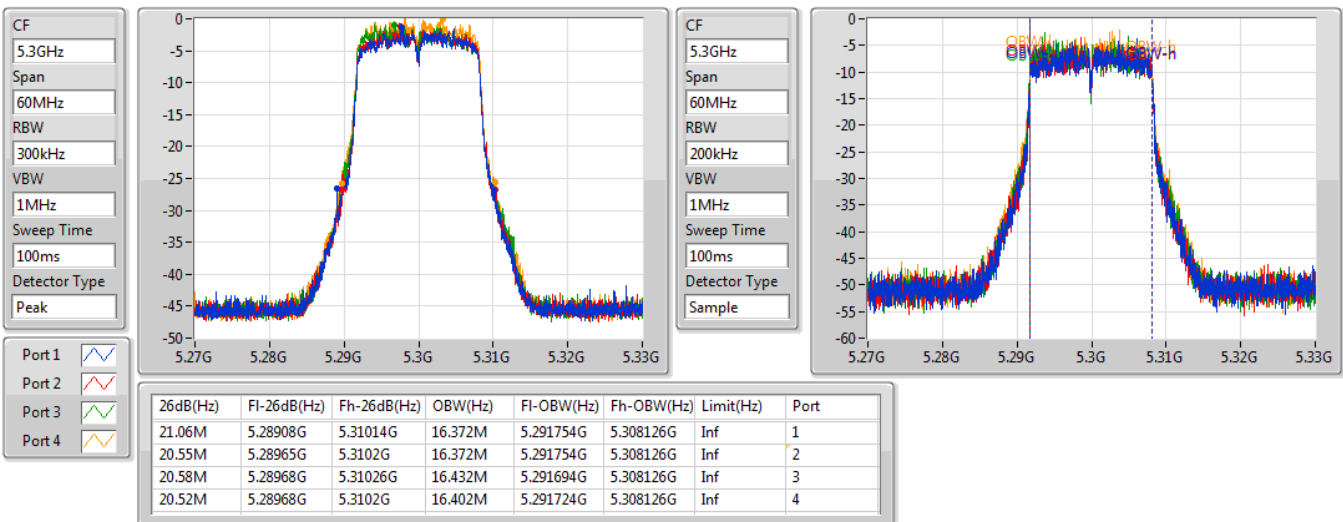 CF
5.3GHz
Span
60MHz
RBW
300kHz
VBW
1MHz
Sweep Time
100ms
Detector Type
Peak
0
-5
-10
-15
-20
-25
-30
-35
-40
-45
-50
5.27G 5.28G 5.29G 5.3G 5.31G 5.32G 5.33G
CF
5.3GHz
Span
60MHz
RBW
200kHz
VBW
1MHz
Sweep Time
100ms
Detector Type
Sample
0
-5
-10
-15
-20
-25
-30
-35
-40
-45
-50
-55
-60
OBW-h
5.27G 5.28G 5.29G 5.3G 5.31G 5.32G 5.33G
Port 1
Port 2
Port 3
Port 4
26dB(Hz) Fl-26dB(Hz) Fh-26dB(Hz) OBW(Hz) Fl-OBW(Hz) Fh-OBW(Hz) Limit(Hz) Port
21.06M 5.28908G 5.31014G 16.372M 5.291754G 5.308126G Inf 1
20.55M 5.28965G 5.3102G 16.372M 5.291754G 5.308126G Inf 2
20.58M 5.28968G 5.31026G 16.432M 5.291694G 5.308126G Inf 3
20.52M 5.28968G 5.3102G 16.402M 5.291724G 5.308126G Inf 4